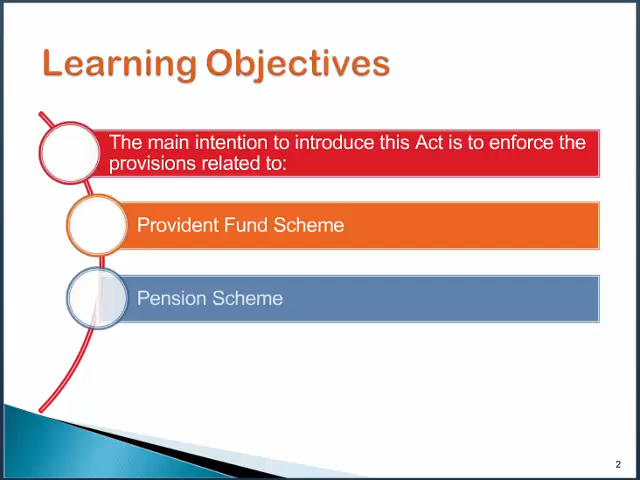 Learning Objectives
The main intention to introduce this Act is to enforce the
provisions related to:
Provident Fund Scheme
Pension Scheme
2